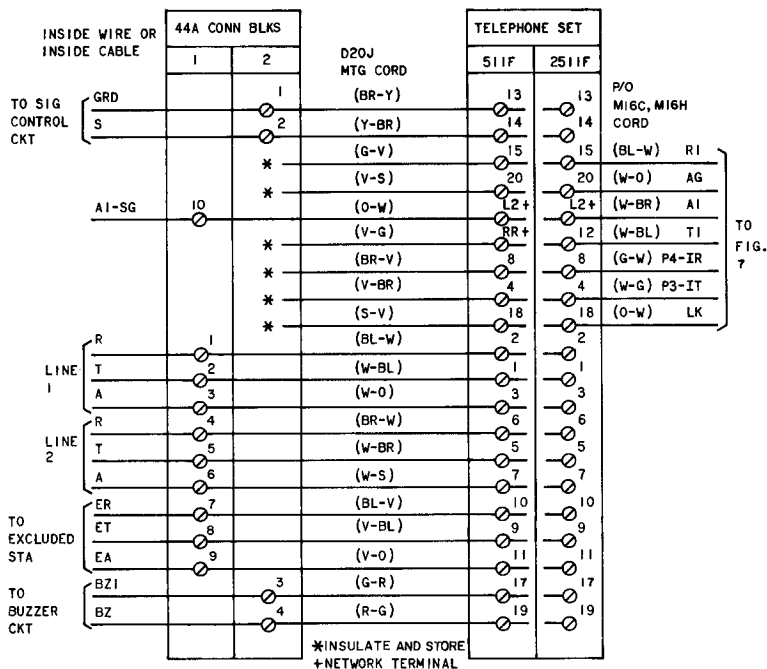 INSIDE WIRE OR
INSIDE CABLE
44A CONN BLKS
1 2
D20J
MTG CORD
TELEPHONE SET
511F 2511F
P/O
M16C, M16H
CORD
TO SIG
CONTROL
CKT
GRD 1 (BR-Y) 13 13
S 2 (Y-BR) 14 14
* (G-V) 15 15 (BL-W) R1
* (V-S) 20 20 (W-O) AG
A1-SG 10 (O-W) L2+ L2+ (W-BR) A1
* (V-G) RR+ 12 (W-BL) T1
* (BR-V) 8 8 (G-W) P4-1R
* (V-BR) 4 4 (W-G) P3-1T
* (S-V) 18 18 (O-W) LK
TO
FIG.
7
LINE
1
R 1 (BL-W) 2 2
T 2 (W-BL) 1 1
A 3 (W-O) 3 3
LINE
2
R 4 (BR-W) 6 6
T 5 (W-BR) 5 5
A 6 (W-S) 7 7
TO
EXCLUDED
STA
ER 7 (BL-V) 10 10
ET 8 (V-BL) 9 9
EA 9 (V-O) 11 11
TO
BUZZER
CKT
BZ1 3 (G-R) 17 17
BZ 4 (R-G) 19 19
*INSULATE AND STORE
+NETWORK TERMINAL